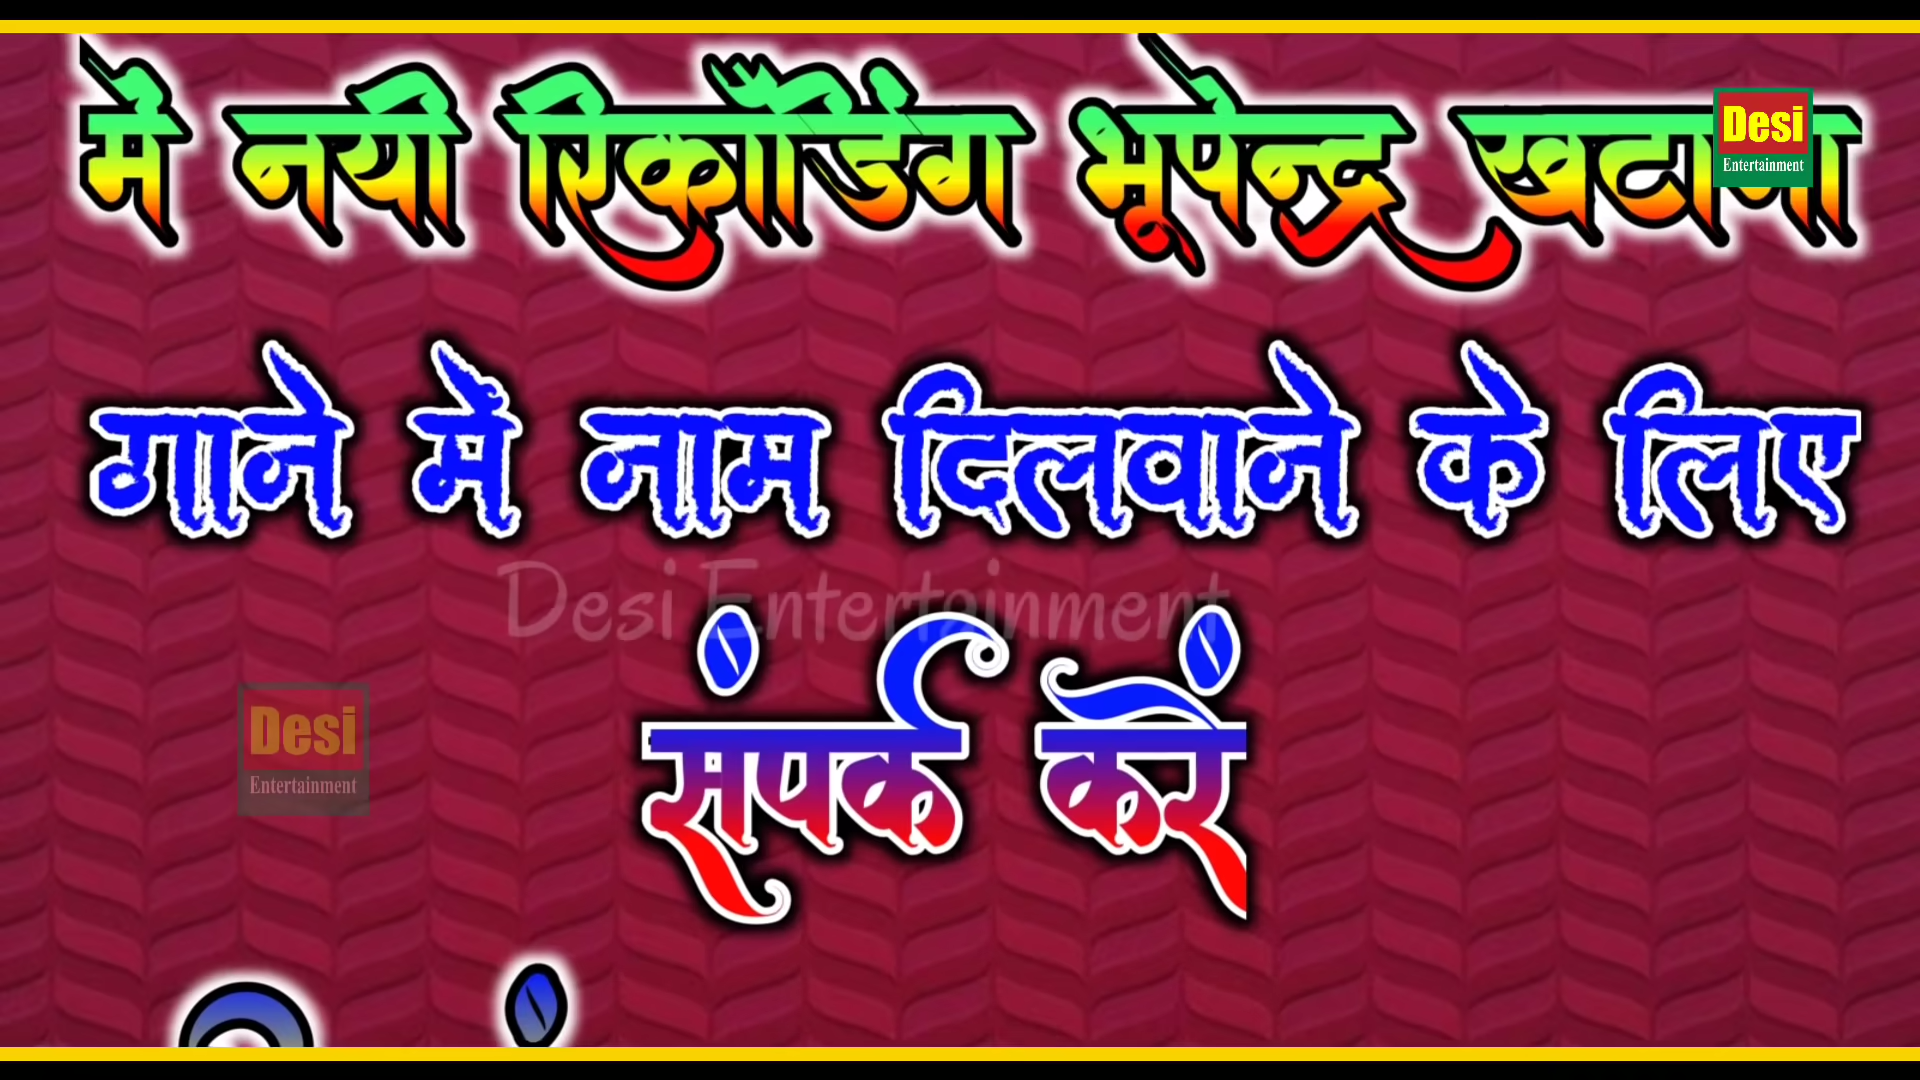 में नयी रिकॉर्डिंग भूपेन्द्र खटाना
Desi
Entertainment
गाने में नाम दिलवाने के लिए
Desi Entertainment
संपर्क करें
Desi
Entertainment